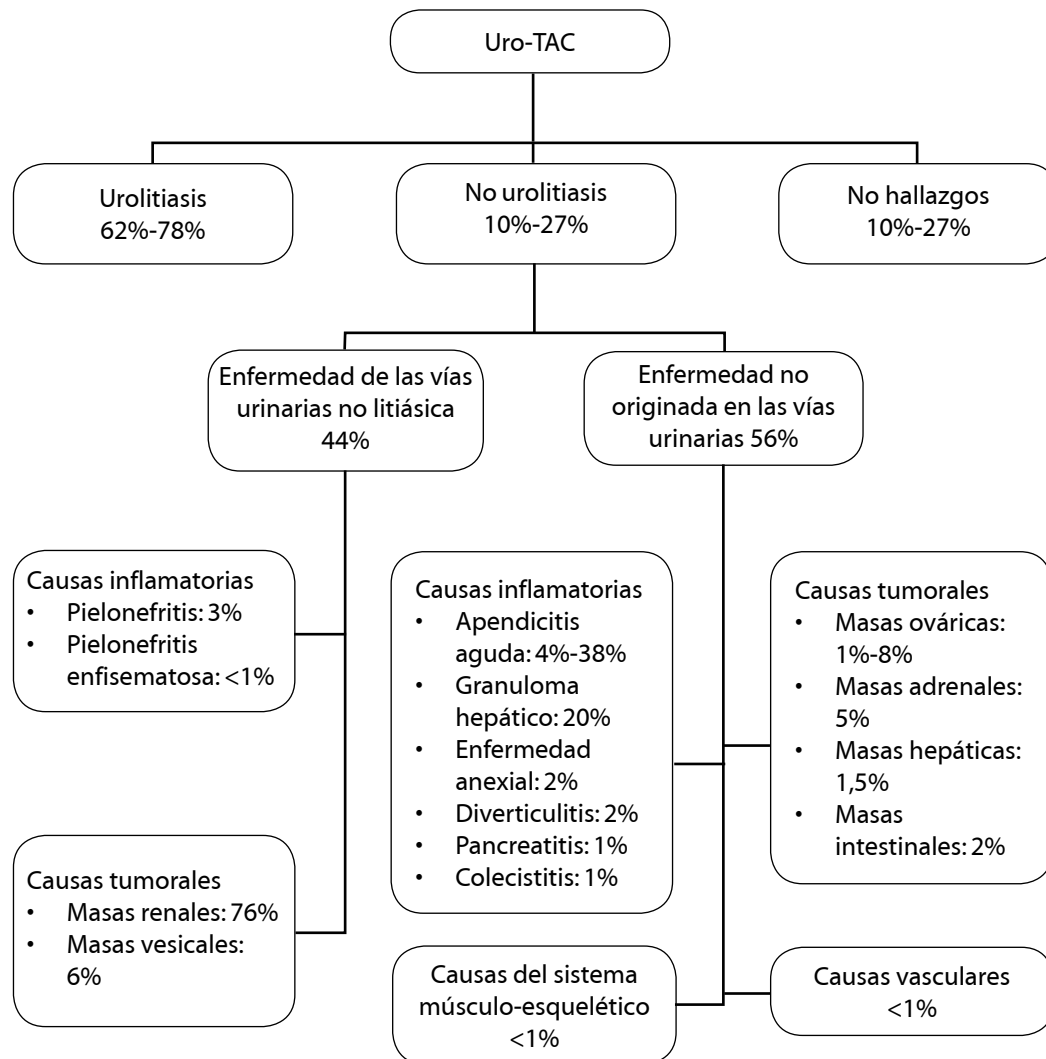 Uro-TAC
Urolitiasis
62%-78%
No urolitiasis
10%-27%
No hallazgos
10%-27%
Enfermedad de las vías
urinarias no litiásica
44%
Enfermedad no
originada en las vías
urinarias 56%
Causas inflamatorias
• Pielonefritis: 3%
• Pielonefritis
enfisematosa: <1%
Causas tumorales
• Masas renales: 76%
• Masas vesicales:
6%
Causas inflamatorias
• Apendicitis
aguda: 4%-38%
• Granuloma
hepático: 20%
• Enfermedad
anexial: 2%
• Diverticulitis: 2%
• Pancreatitis: 1%
• Colecistitis: 1%
Causas tumorales
• Masas ováricas:
1%-8%
• Masas adrenales:
5%
• Masas hepáticas:
1,5%
• Masas
intestinales: 2%
Causas del sistema
músculo-esquelético
<1%
Causas vasculares
<1%